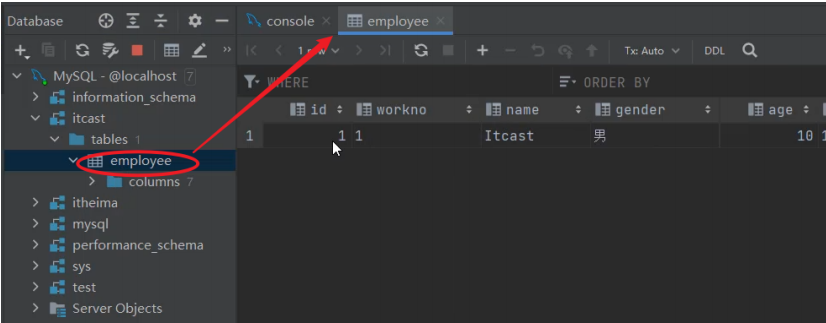 Database
console
employee
1 row
Tx: Auto
DDL
MySQL - @localhost 7
WHERE
ORDER BY
information_schema
itcast
id
workno
name
gender
age
tables 1
1
1
1
Itcast
男
10
1
employee
columns 7
itheima
mysql
performance_schema
sys
test
Server Objects